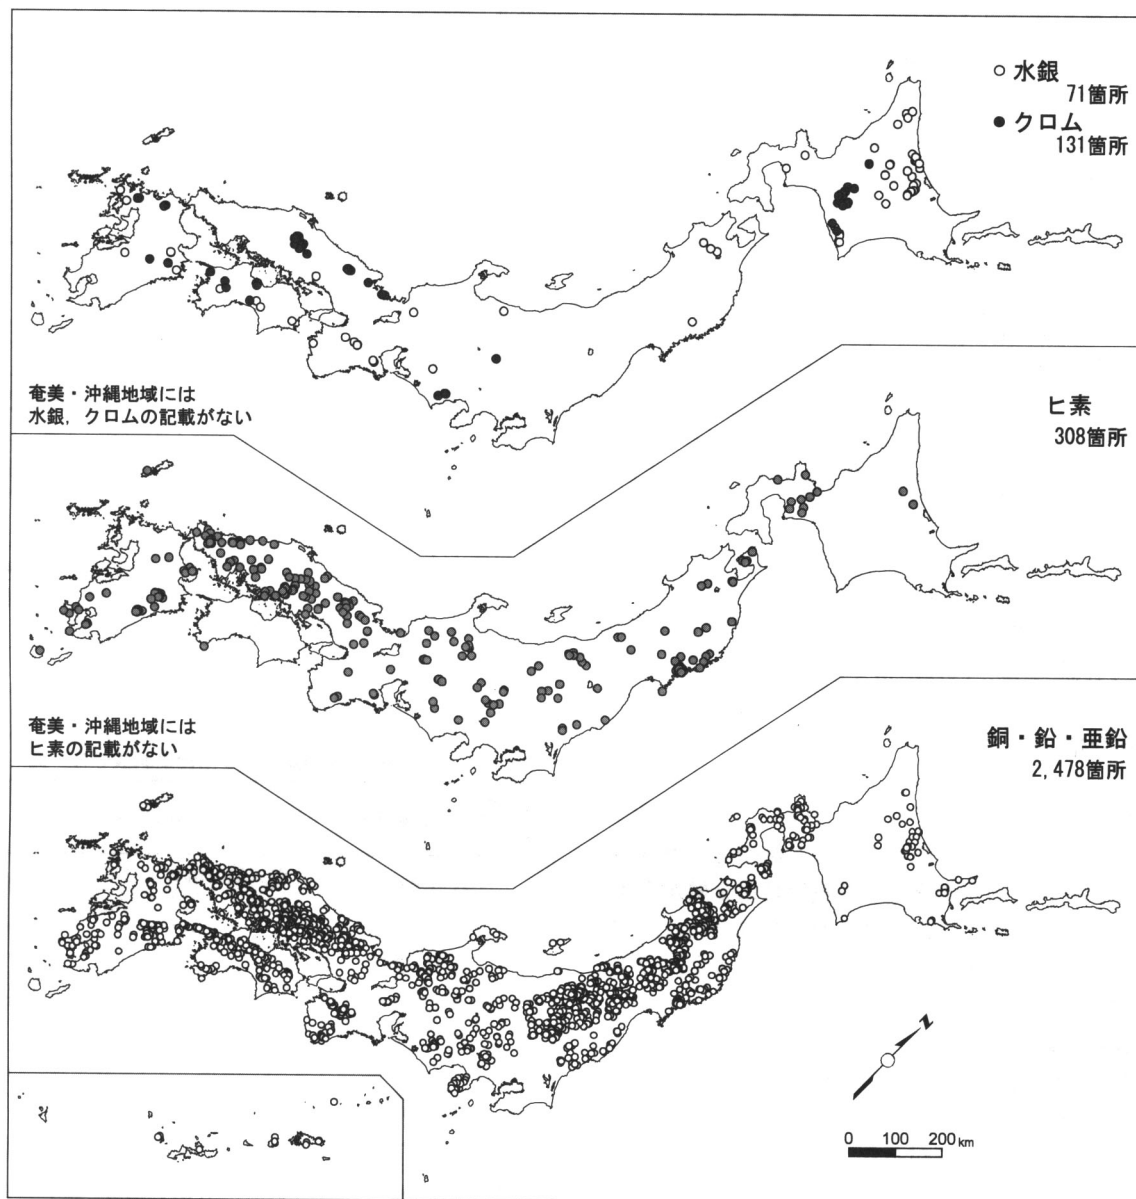 水銀
71箇所
クロム
131箇所
奄美・沖縄地域には
水銀，クロムの記載がない
ヒ素
308箇所
奄美・沖縄地域には
ヒ素の記載がない
銅・鉛・亜鉛
2,478箇所
N
0 100 200 km